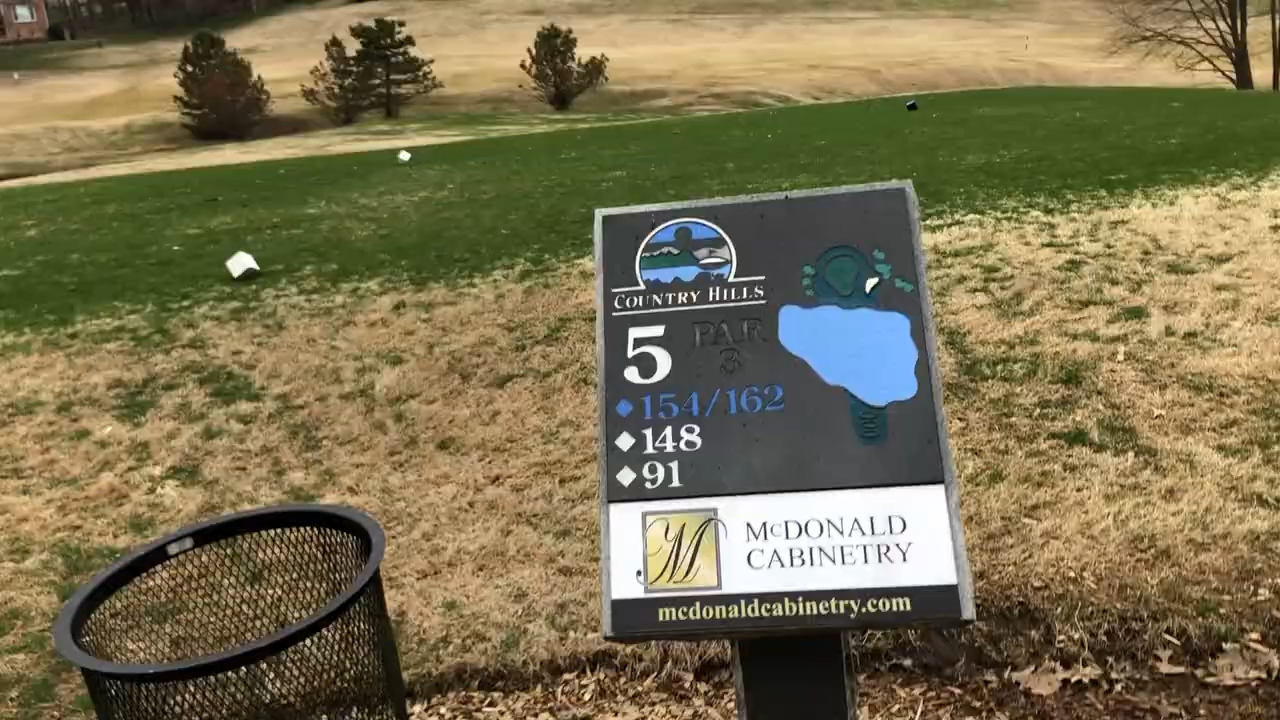 COUNTRY HILLS
5 PAR
3
154/162
148
91
M
McDONALD
CABINETRY
mcdonaldcabinetry.com